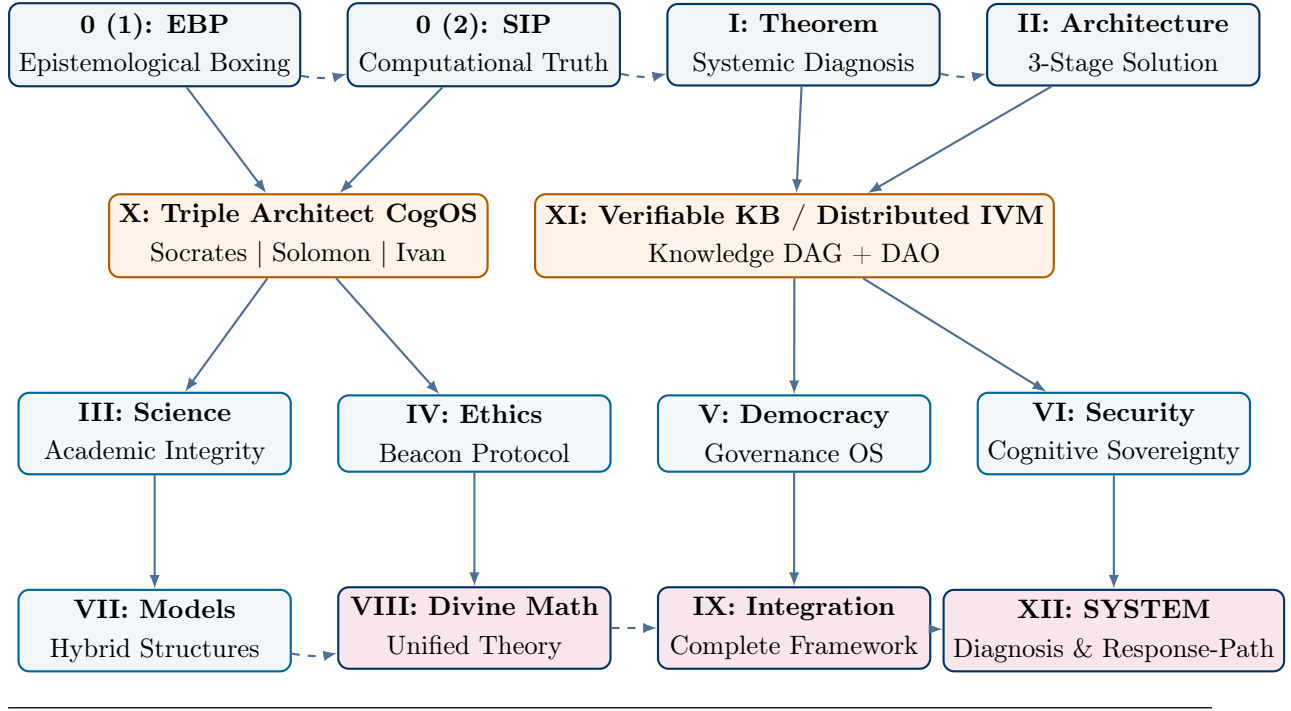 0 (1): EBP
Epistemological Boxing
0 (2): SIP
Computational Truth
I: Theorem
Systemic Diagnosis
II: Architecture
3-Stage Solution
X: Triple Architect CogOS
Socrates | Solomon | Ivan
XI: Verifiable KB / Distributed IVM
Knowledge DAG + DAO
III: Science
Academic Integrity
IV: Ethics
Beacon Protocol
V: Democracy
Governance OS
VI: Security
Cognitive Sovereignty
VII: Models
Hybrid Structures
VIII: Divine Math
Unified Theory
IX: Integration
Complete Framework
XII: SYSTEM
Diagnosis & Response-Path